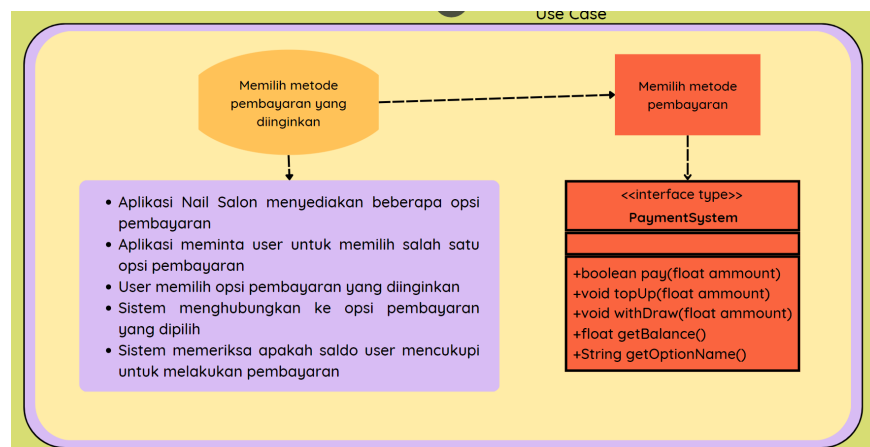 Use Case
Memilih metode
pembayaran yang
diinginkan
Memilih metode
pembayaran
• Aplikasi Nail Salon menyediakan beberapa opsi
pembayaran
• Aplikasi meminta user untuk memilih salah satu
opsi pembayaran
• User memilih opsi pembayaran yang diinginkan
• Sistem menghubungkan ke opsi pembayaran
yang dipilih
• Sistem memeriksa apakah saldo user mencukupi
untuk melakukan pembayaran
<<interface type>>
PaymentSystem
+boolean pay(float ammount)
+void topUp(float ammount)
+void withDraw(float ammount)
+float getBalance()
+String getOptionName()